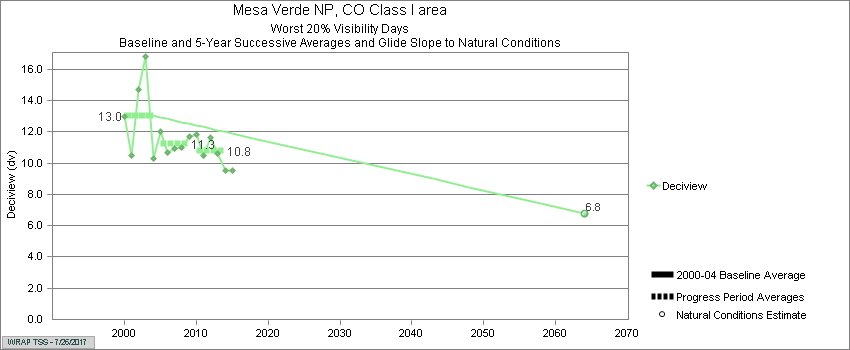 Mesa Verde NP, CO Class I area
Worst 20% Visibility Days
Baseline and 5-Year Successive Averages and Glide Slope to Natural Conditions
Deciview (dv)
16.0
14.0
12.0
10.0
8.0
6.0
4.0
2.0
0.0
13.0
11.3
10.8
6.8
2000
2010
2020
2030
2040
2050
2060
2070
Deciview
2000-04 Baseline Average
Progress Period Averages
Natural Conditions Estimate
WRAP TSS - 7/26/2017